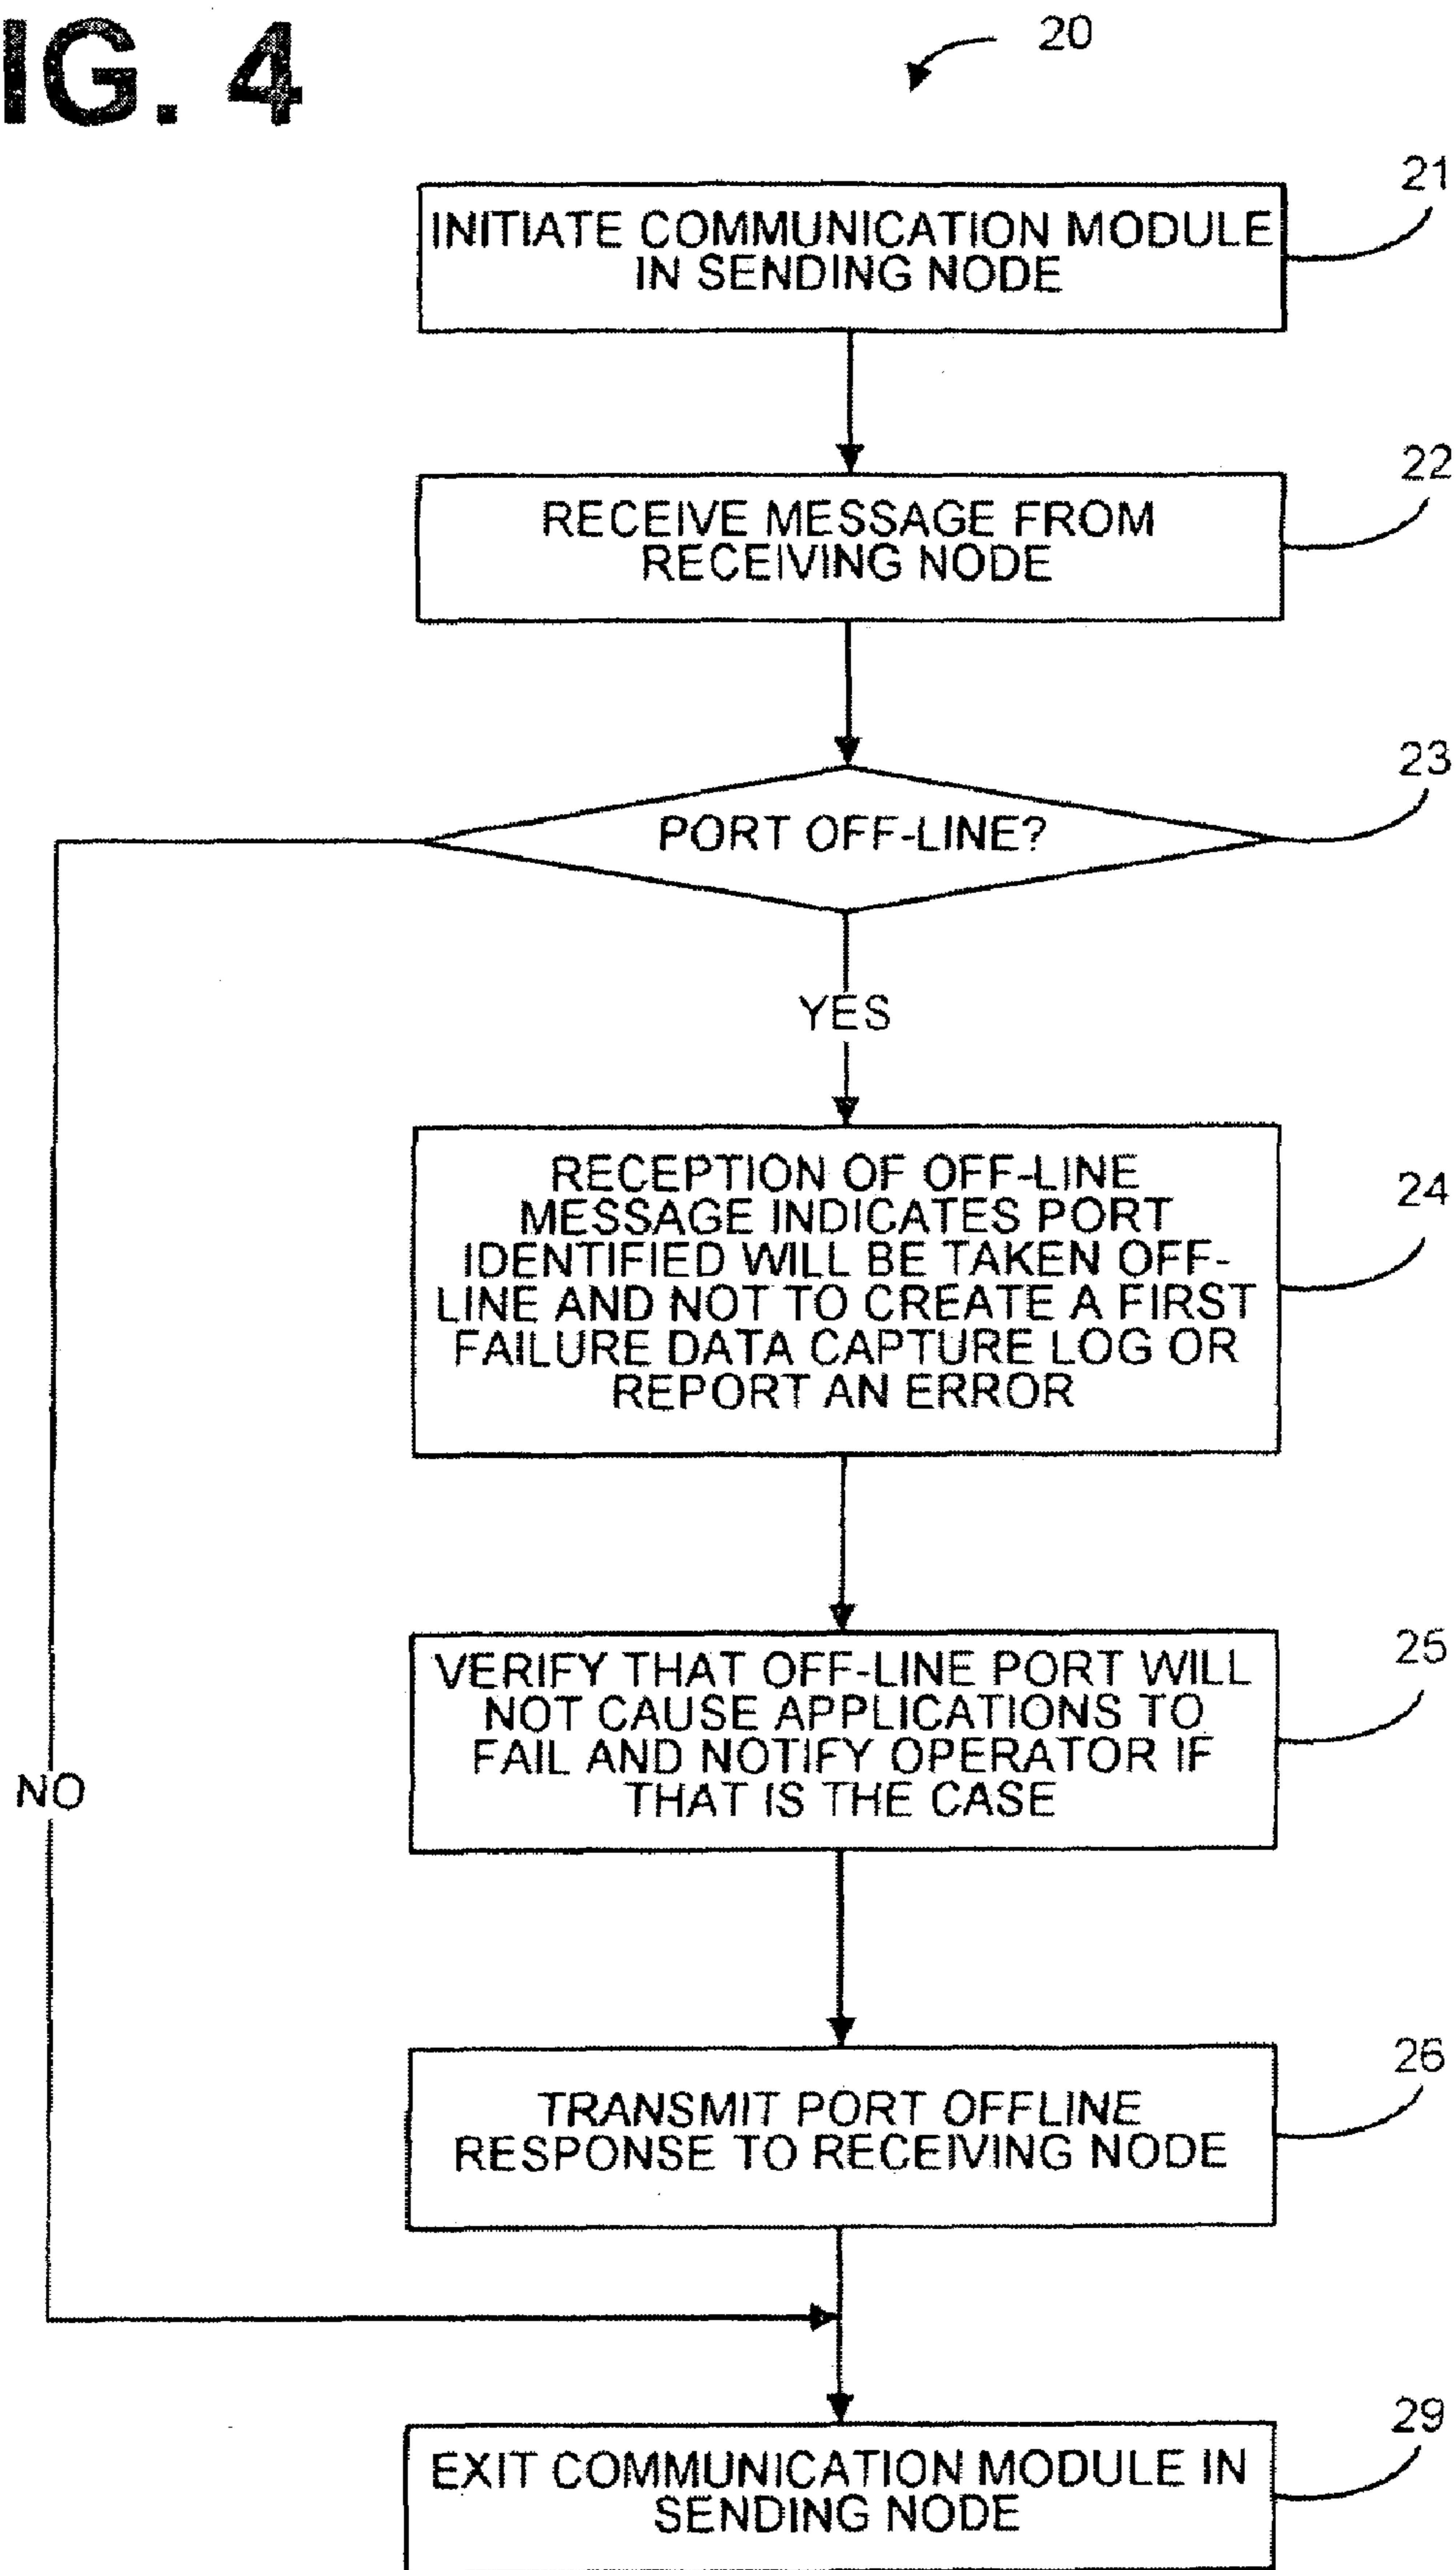 IG. 4
20
21
INITIATE COMMUNICATION MODULE
IN SENDING NODE
22
RECEIVE MESSAGE FROM
RECEIVING NODE
23
PORT OFF-LINE?
YES
24
RECEPTION OF OFF-LINE
MESSAGE INDICATES PORT
IDENTIFIED WILL BE TAKEN OFF-
LINE AND NOT TO CREATE A FIRST
FAILURE DATA CAPTURE LOG OR
REPORT AN ERROR
25
VERIFY THAT OFF-LINE PORT WILL
NOT CAUSE APPLICATIONS TO
FAIL AND NOTIFY OPERATOR IF
THAT IS THE CASE
NO
26
TRANSMIT PORT OFFLINE
RESPONSE TO RECEIVING NODE
29
EXIT COMMUNICATION MODULE IN
SENDING NODE